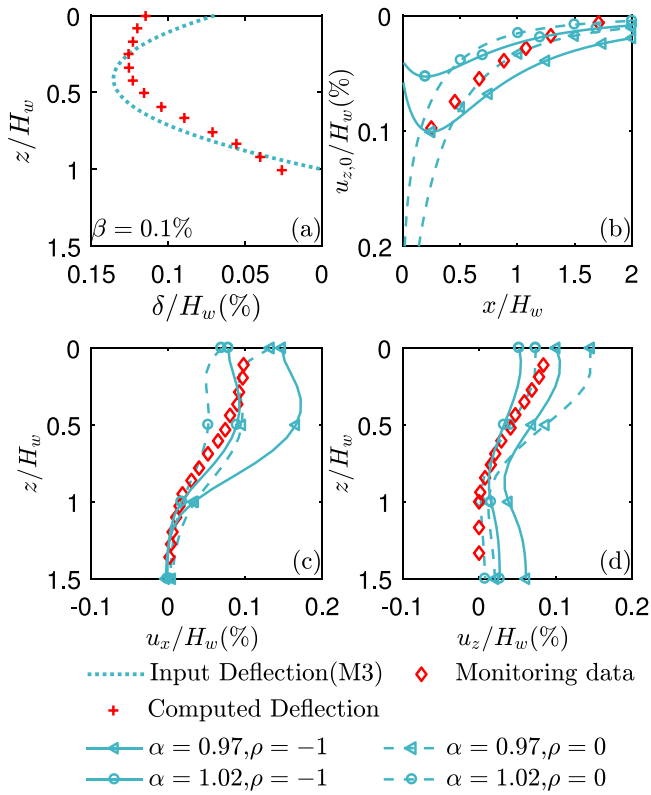 0
0.5
1
1.5
z/H_w
β = 0.1%
(a)
0.15
0.1
0.05
0
δ/H_w(%)
0
0.1
0.2
u_{z,0}/H_w(%)
(b)
0
0.5
1
1.5
2
x/H_w
0
0.5
1
1.5
z/H_w
(c)
-0.1
0
0.1
0.2
u_x/H_w(%)
0
0.5
1
1.5
z/H_w
(d)
-0.1
0
0.1
0.2
u_z/H_w(%)
Input Deflection(M3)
Monitoring data
Computed Deflection
α = 0.97,ρ = −1
α = 0.97,ρ = 0
α = 1.02,ρ = −1
α = 1.02,ρ = 0